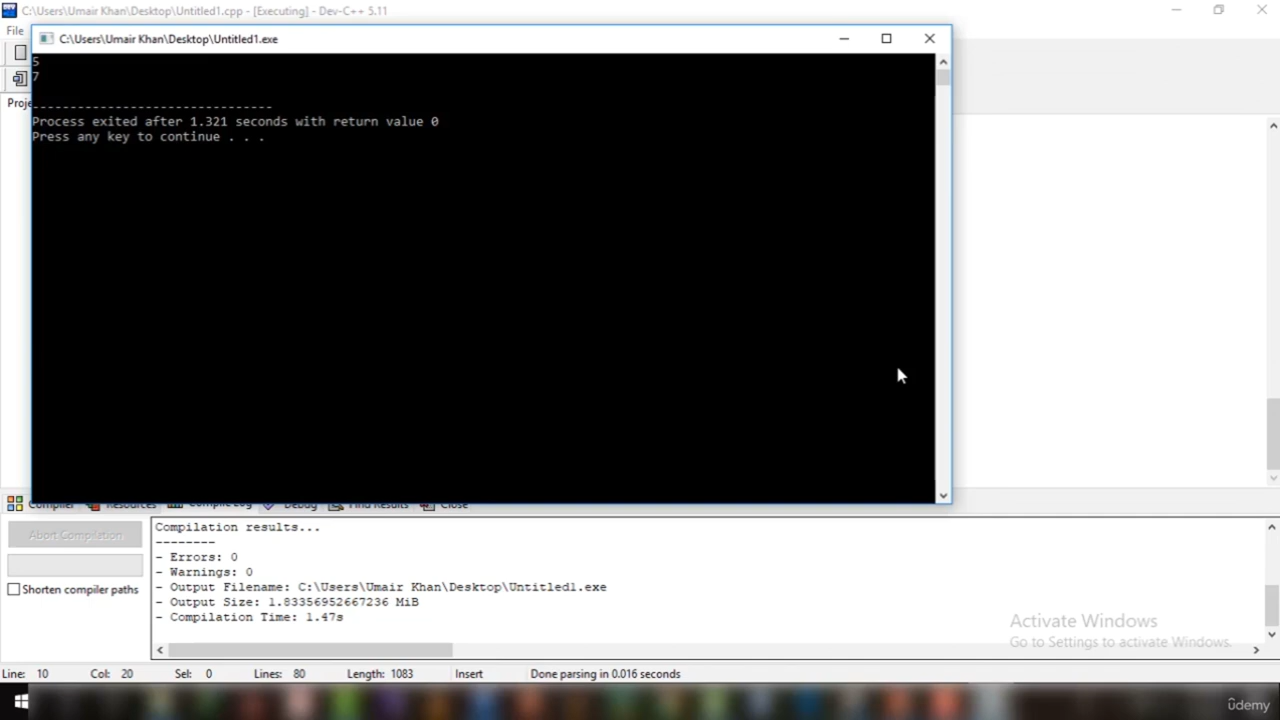 C:\Users\Umair Khan\Desktop\Untitled1.cpp - [Executing] - Dev-C++ 5.11
File
C:\Users\Umair Khan\Desktop\Untitled1.exe
5
7
Proje
--------------------------------
Process exited after 1.321 seconds with return value 0
Press any key to continue . . .
Compiler Resources Compile Log Debug Find Results Close
Abort Compilation
Shorten compiler paths
Compilation results...
--------
- Errors: 0
- Warnings: 0
- Output Filename: C:\Users\Umair Khan\Desktop\Untitled1.exe
- Output Size: 1.83356952667236 MiB
- Compilation Time: 1.47s
Activate Windows
Go to Settings to activate Windows.
Line: 10 Col: 20 Sel: 0 Lines: 80 Length: 1083 Insert Done parsing in 0.016 seconds
ûdemy